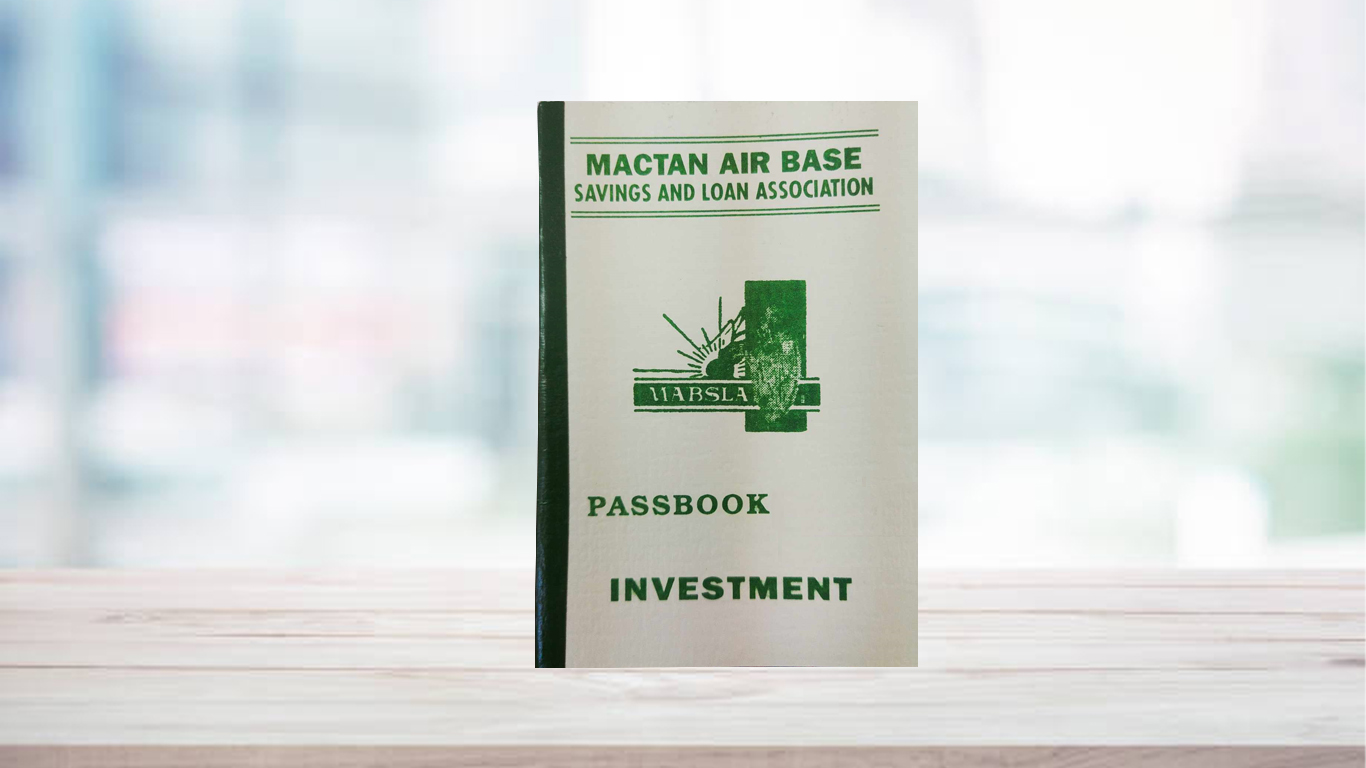 MACTAN AIR BASE
SAVINGS AND LOAN ASSOCIATION
MABSLA
PASSBOOK
INVESTMENT